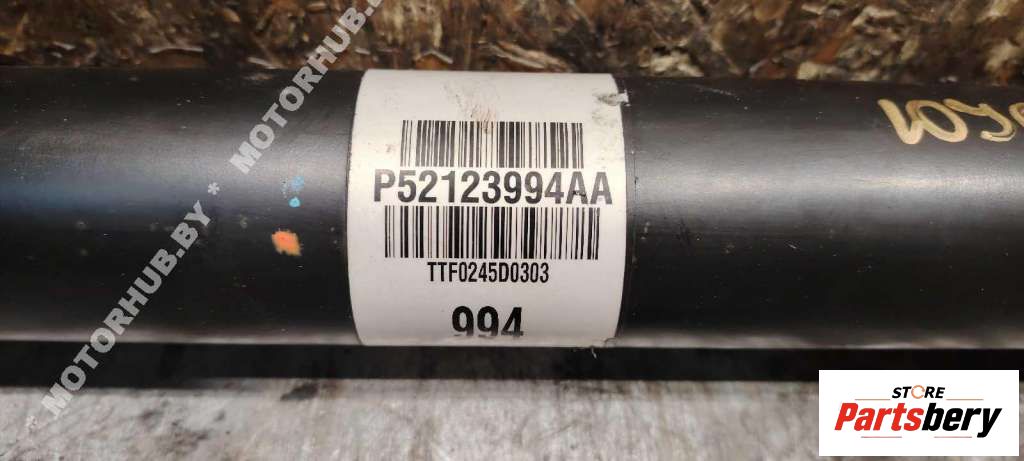 P52123994AA
TTF0245D0303
994
* MOTORHUB.BY * MOTORHUB.BY
STORE
Partsbery